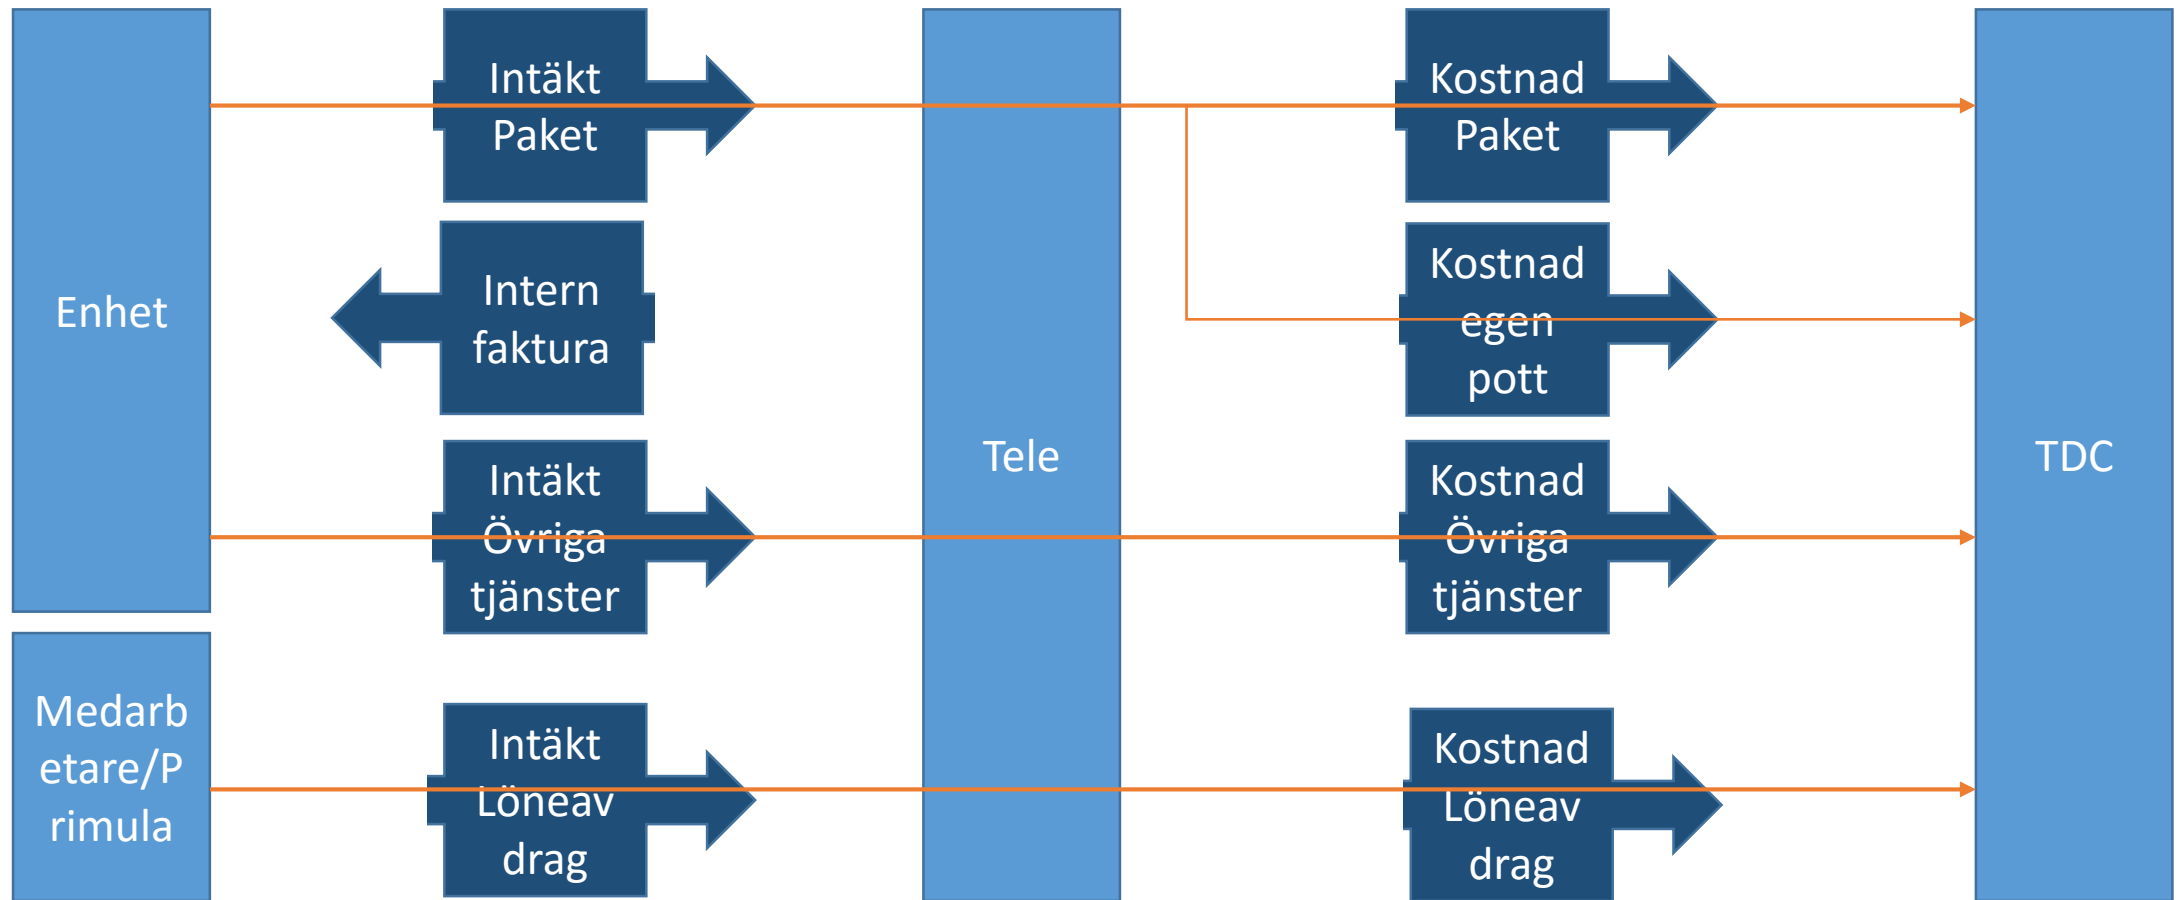 Enhet
Medarb
etare/P
rimula
Intäkt
Paket
Intern
faktura
Intäkt
Övriga
tjänster
Intäkt
Löneav
drag
Tele
Kostnad
Paket
Kostnad
egen
pott
Kostnad
Övriga
tjänster
Kostnad
Löneav
drag
TDC